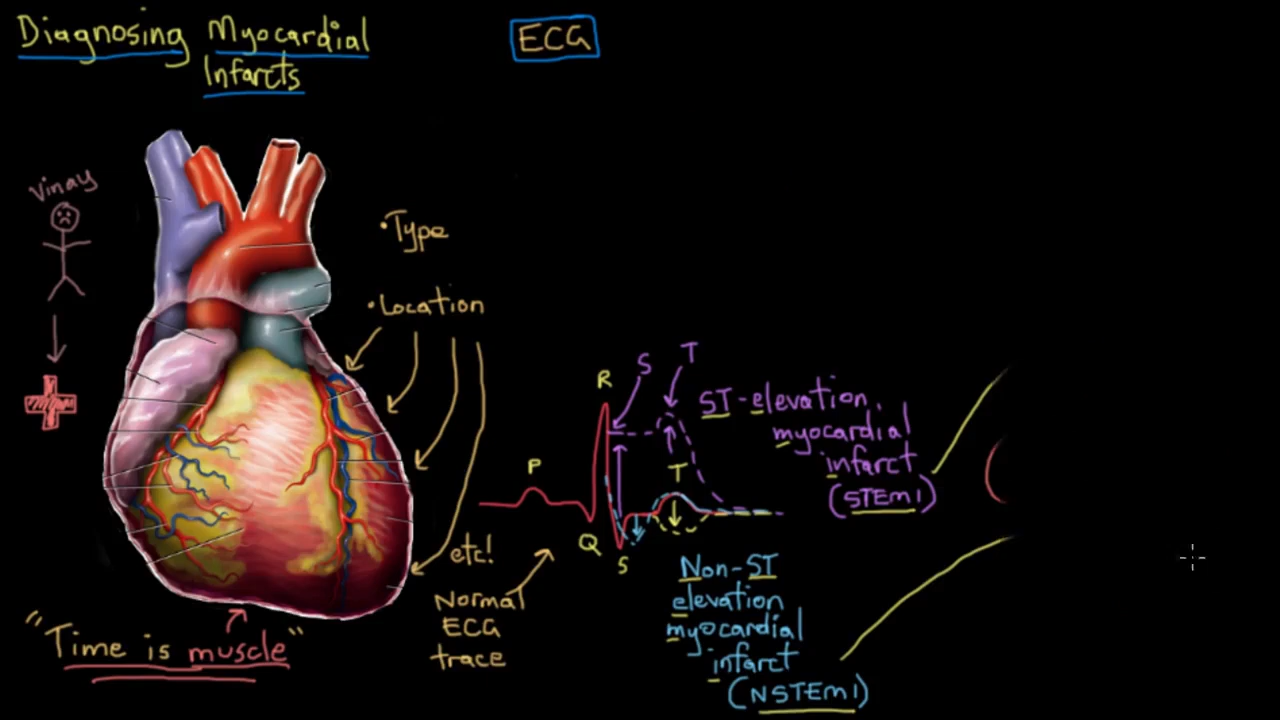 Diagnosing Myocardial
Infarcts
ECG
Vinay
•Type
•Location
etc!
Normal
ECG
trace
"Time is muscle"
P
Q
R
S
T
S
T
ST-elevation
myocardial
infarct
(STEMI)
Non-ST
elevation
myocardial
infarct
(NSTEMI)